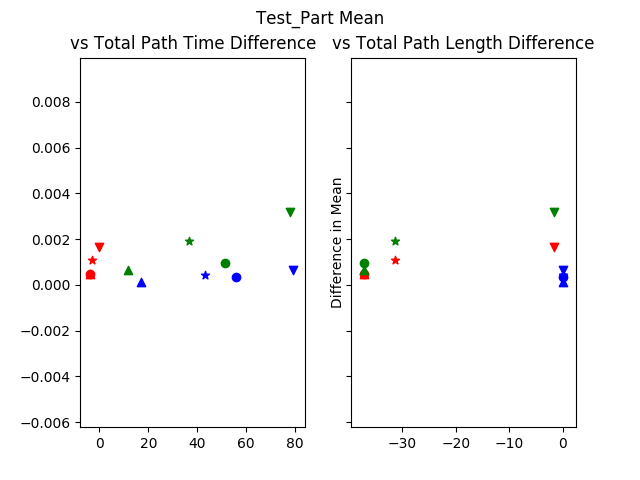 Test_Part Mean
vs Total Path Time Difference
vs Total Path Length Difference
0.008
0.006
0.004
0.002
0.000
−0.002
−0.004
−0.006
0 20 40 60 80
Difference in Mean
−30 −20 −10 0